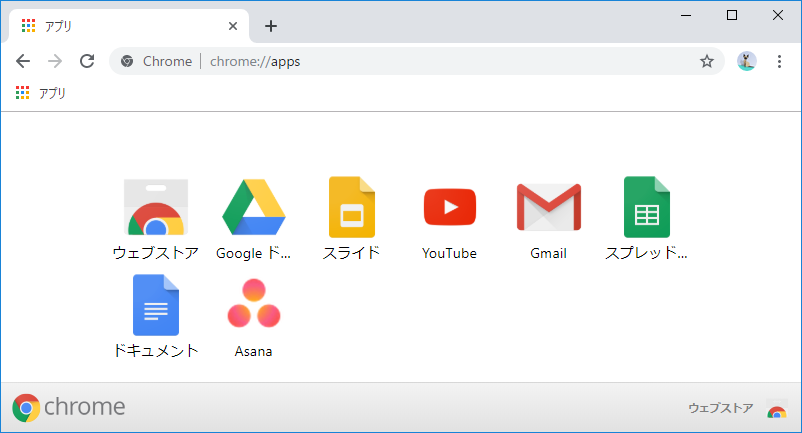 アプリ
Chrome | chrome://apps
アプリ
ウェブストア Google ド... スライド YouTube Gmail スプレッド...
ドキュメント Asana
chrome ウェブストア